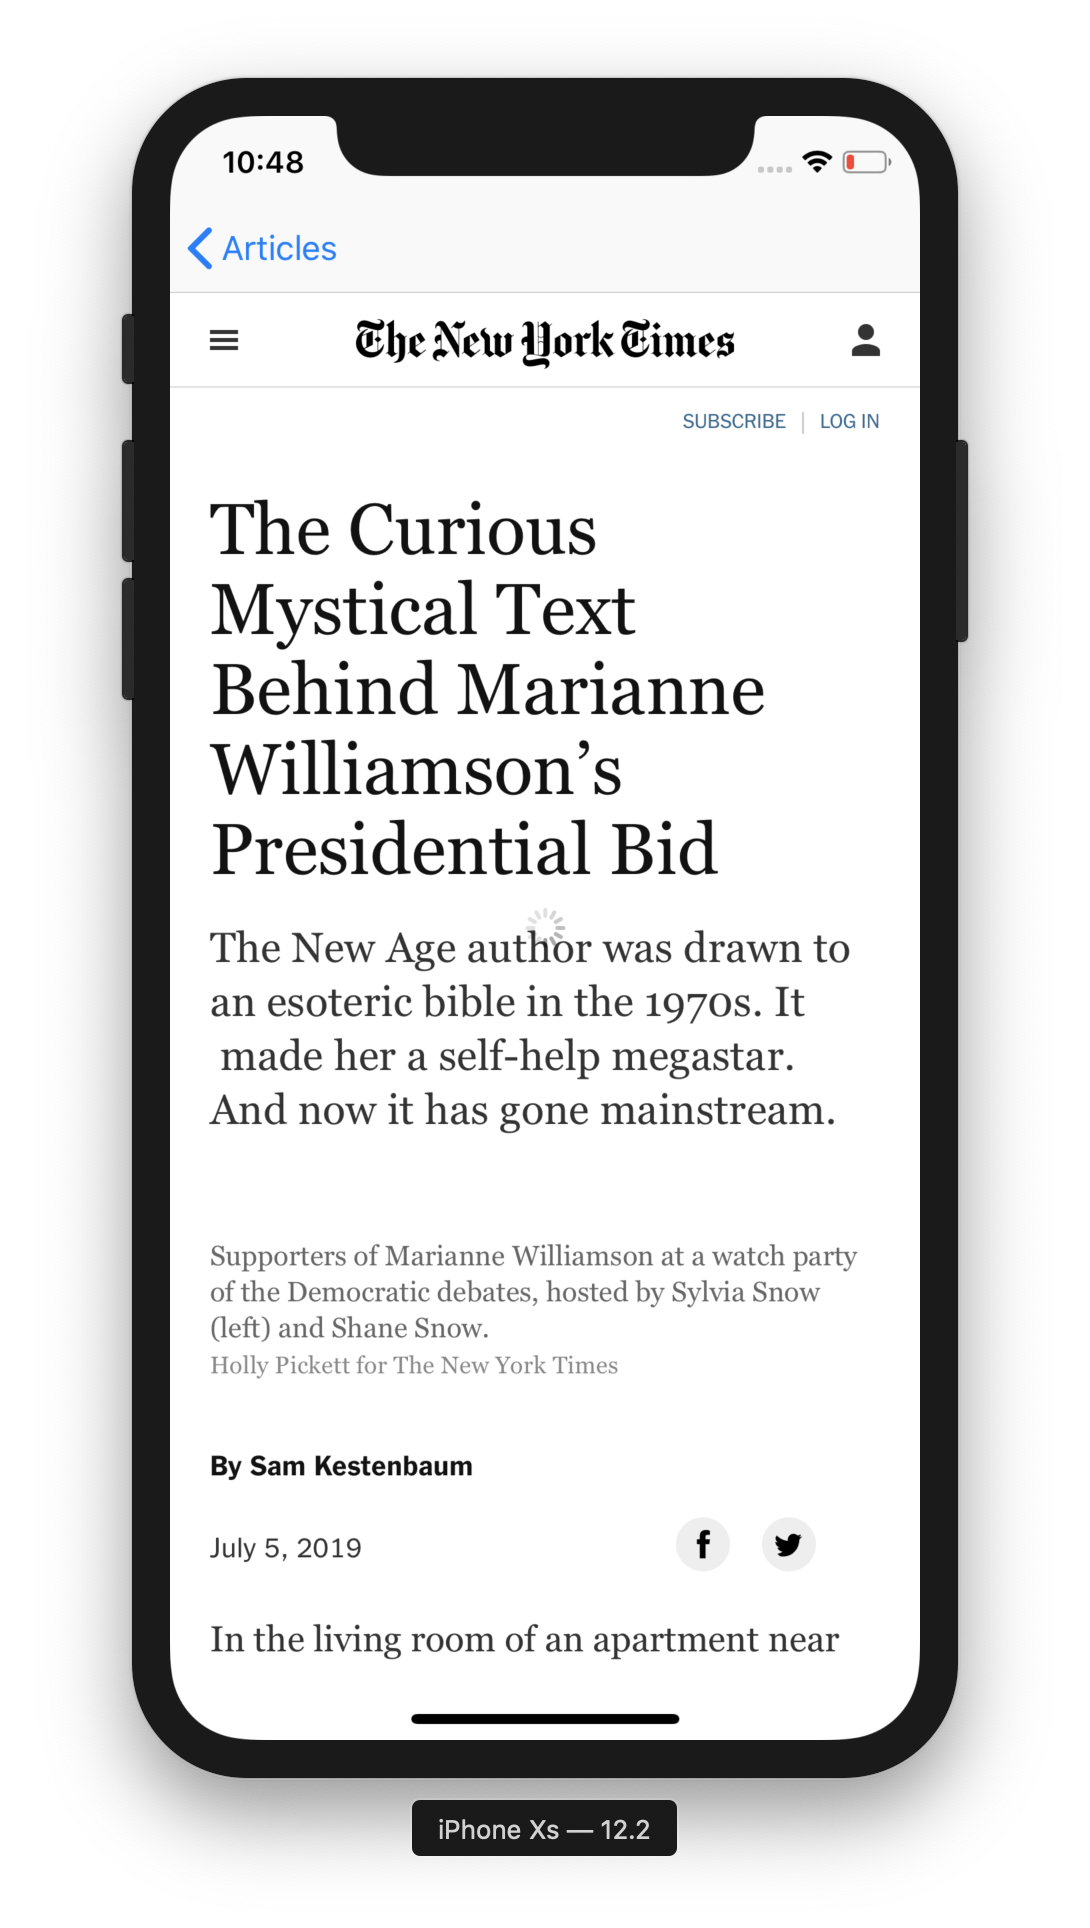 10:48
Articles
The New York Times
SUBSCRIBE | LOG IN
The Curious
Mystical Text
Behind Marianne
Williamson’s
Presidential Bid
The New Age author was drawn to
an esoteric bible in the 1970s. It
made her a self-help megastar.
And now it has gone mainstream.
Supporters of Marianne Williamson at a watch party
of the Democratic debates, hosted by Sylvia Snow
(left) and Shane Snow.
Holly Pickett for The New York Times
By Sam Kestenbaum
July 5, 2019
In the living room of an apartment near
iPhone Xs — 12.2